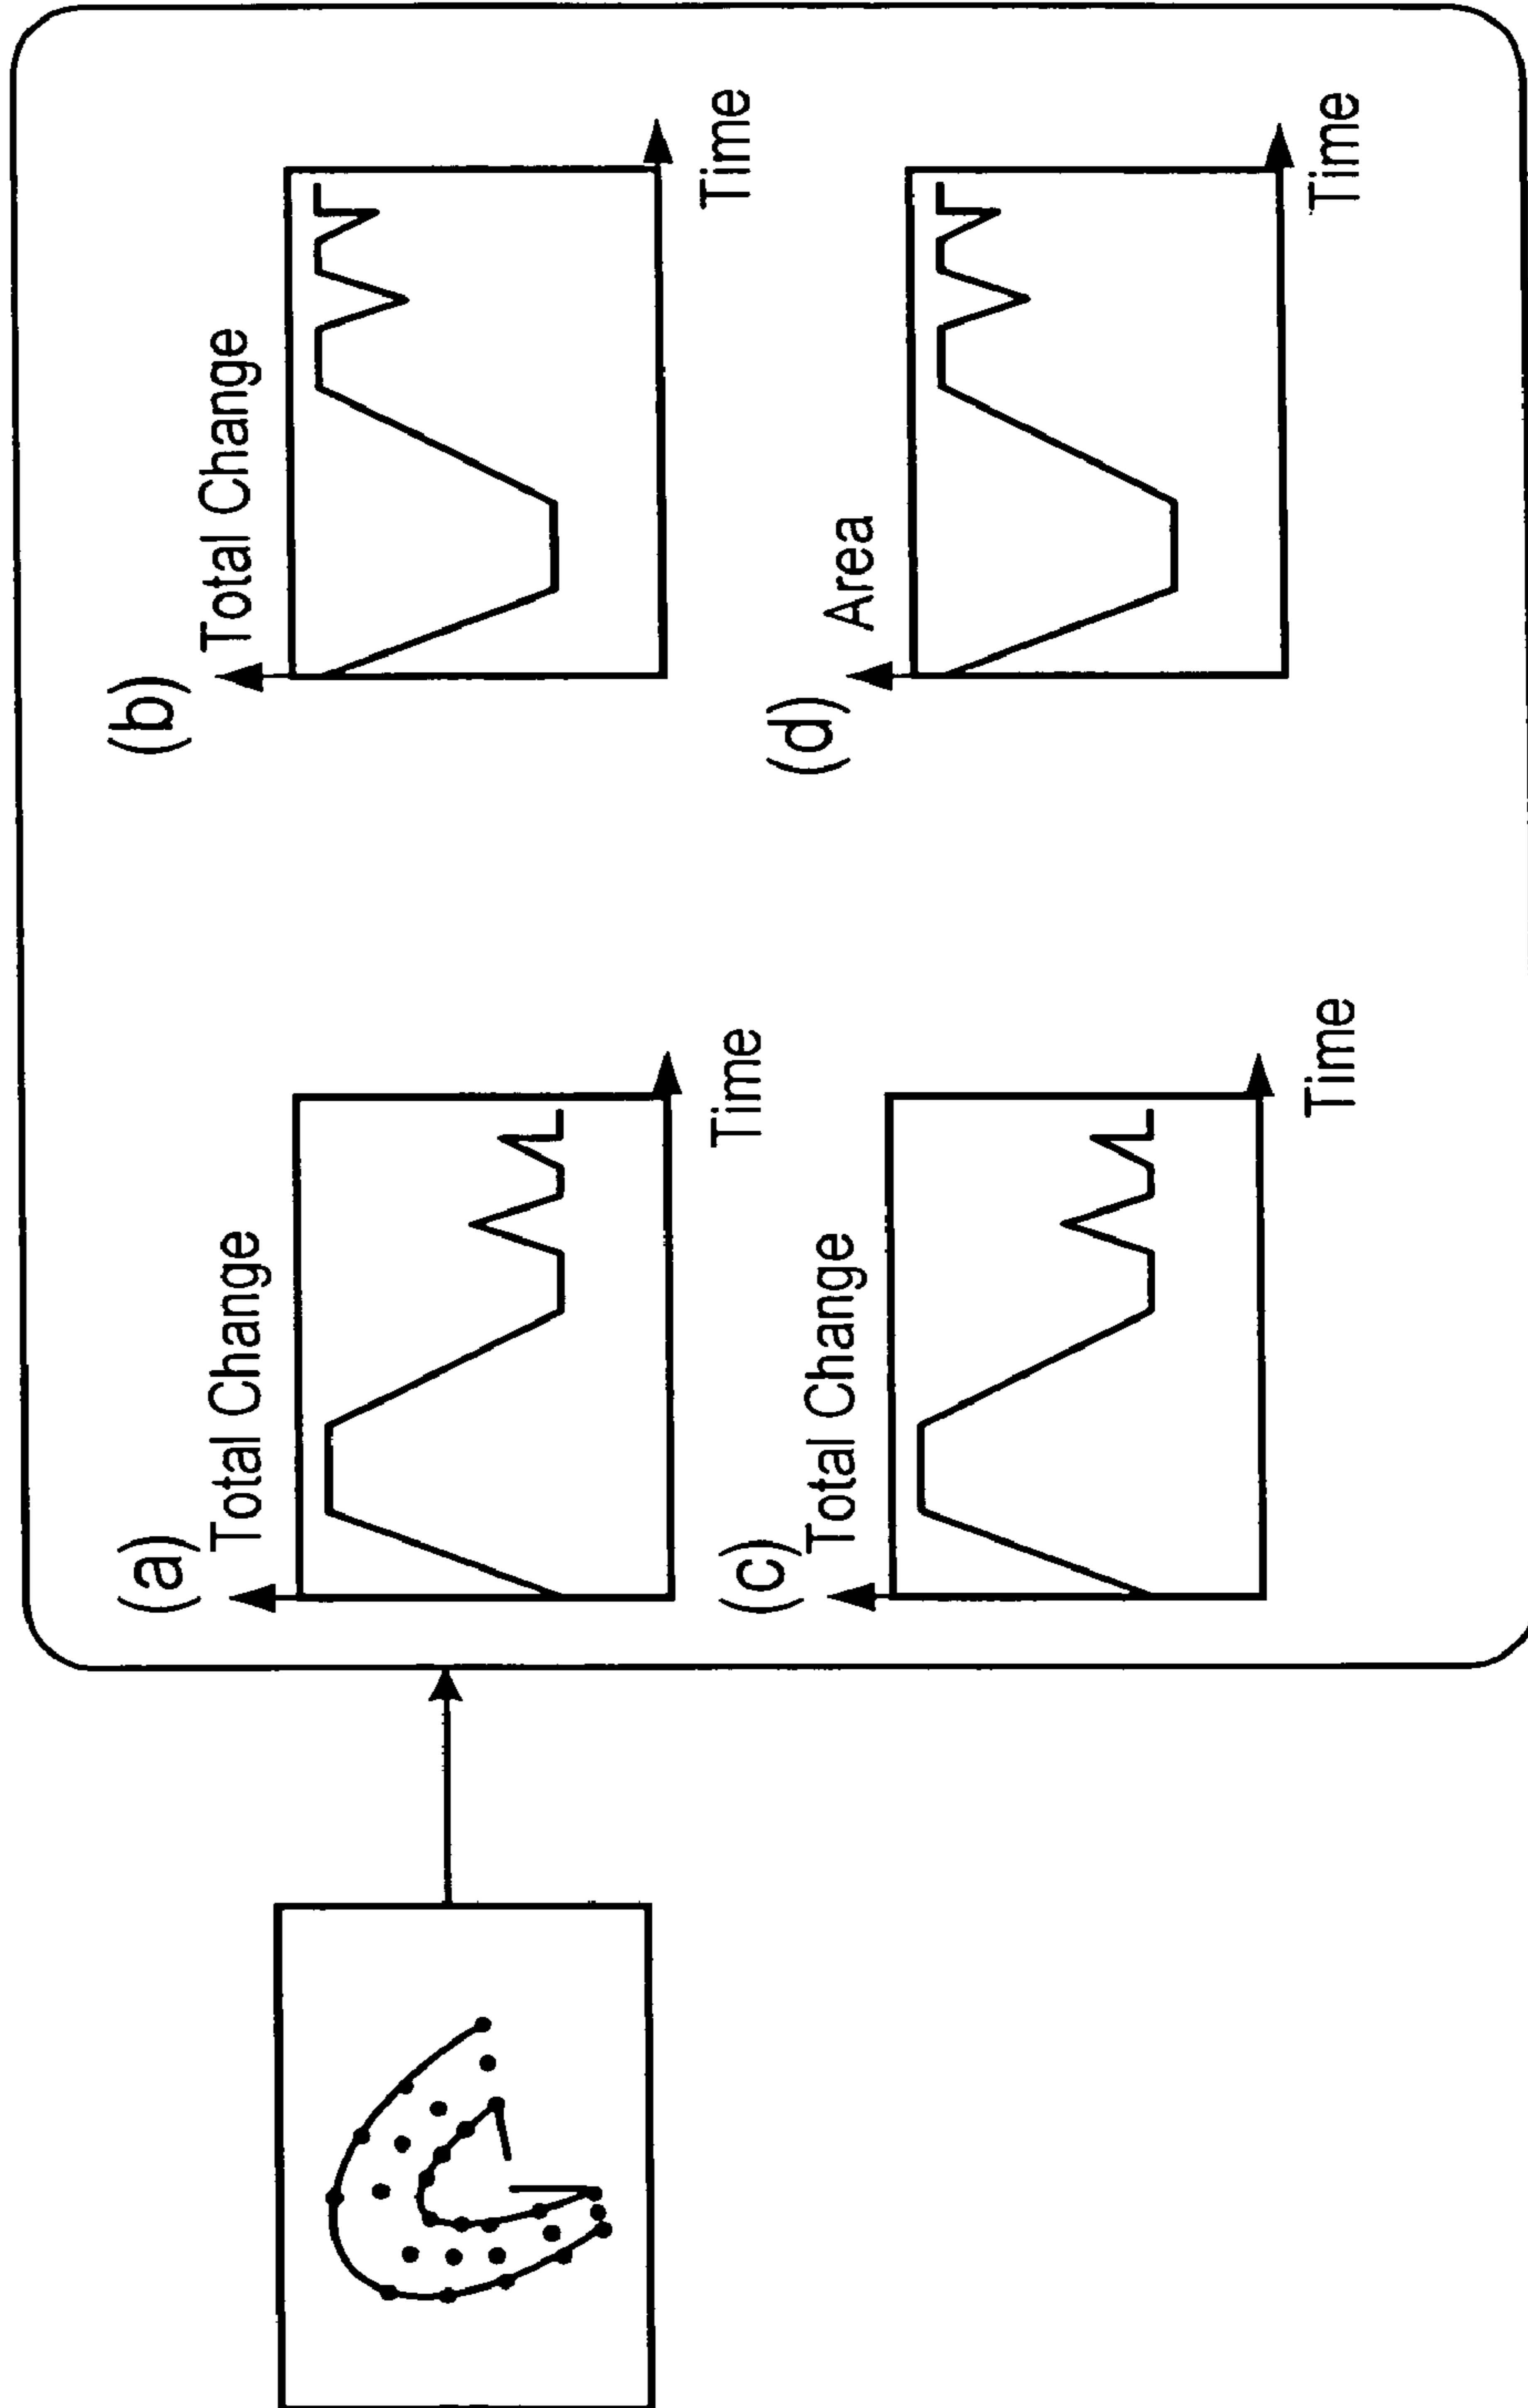 (a)
Total Change
Time
(b)
Total Change
Time
(c)
Total Change
Time
(d)
Area
Time